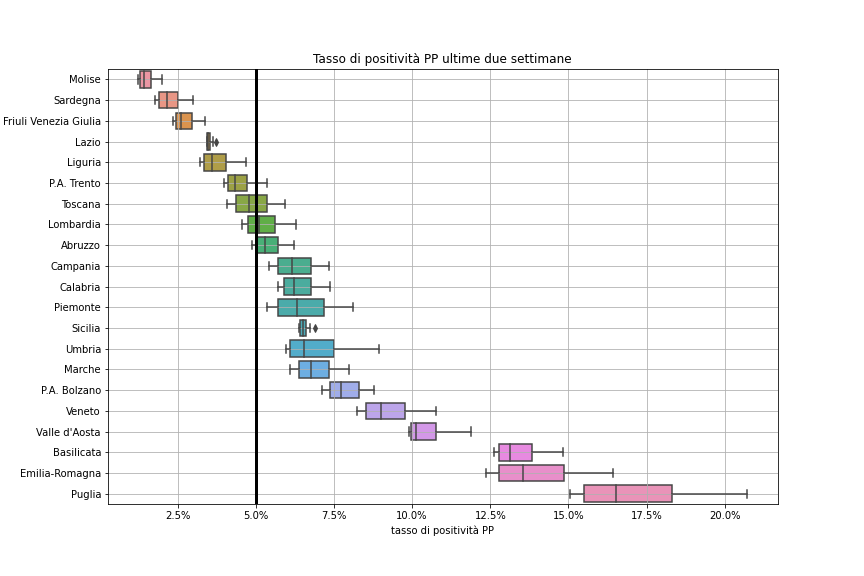 Tasso di positività PP ultime due settimane
Molise
Sardegna
Friuli Venezia Giulia
Lazio
Liguria
P.A. Trento
Toscana
Lombardia
Abruzzo
Campania
Calabria
Piemonte
Sicilia
Umbria
Marche
P.A. Bolzano
Veneto
Valle d'Aosta
Basilicata
Emilia-Romagna
Puglia
2.5% 5.0% 7.5% 10.0% 12.5% 15.0% 17.5% 20.0%
tasso di positività PP